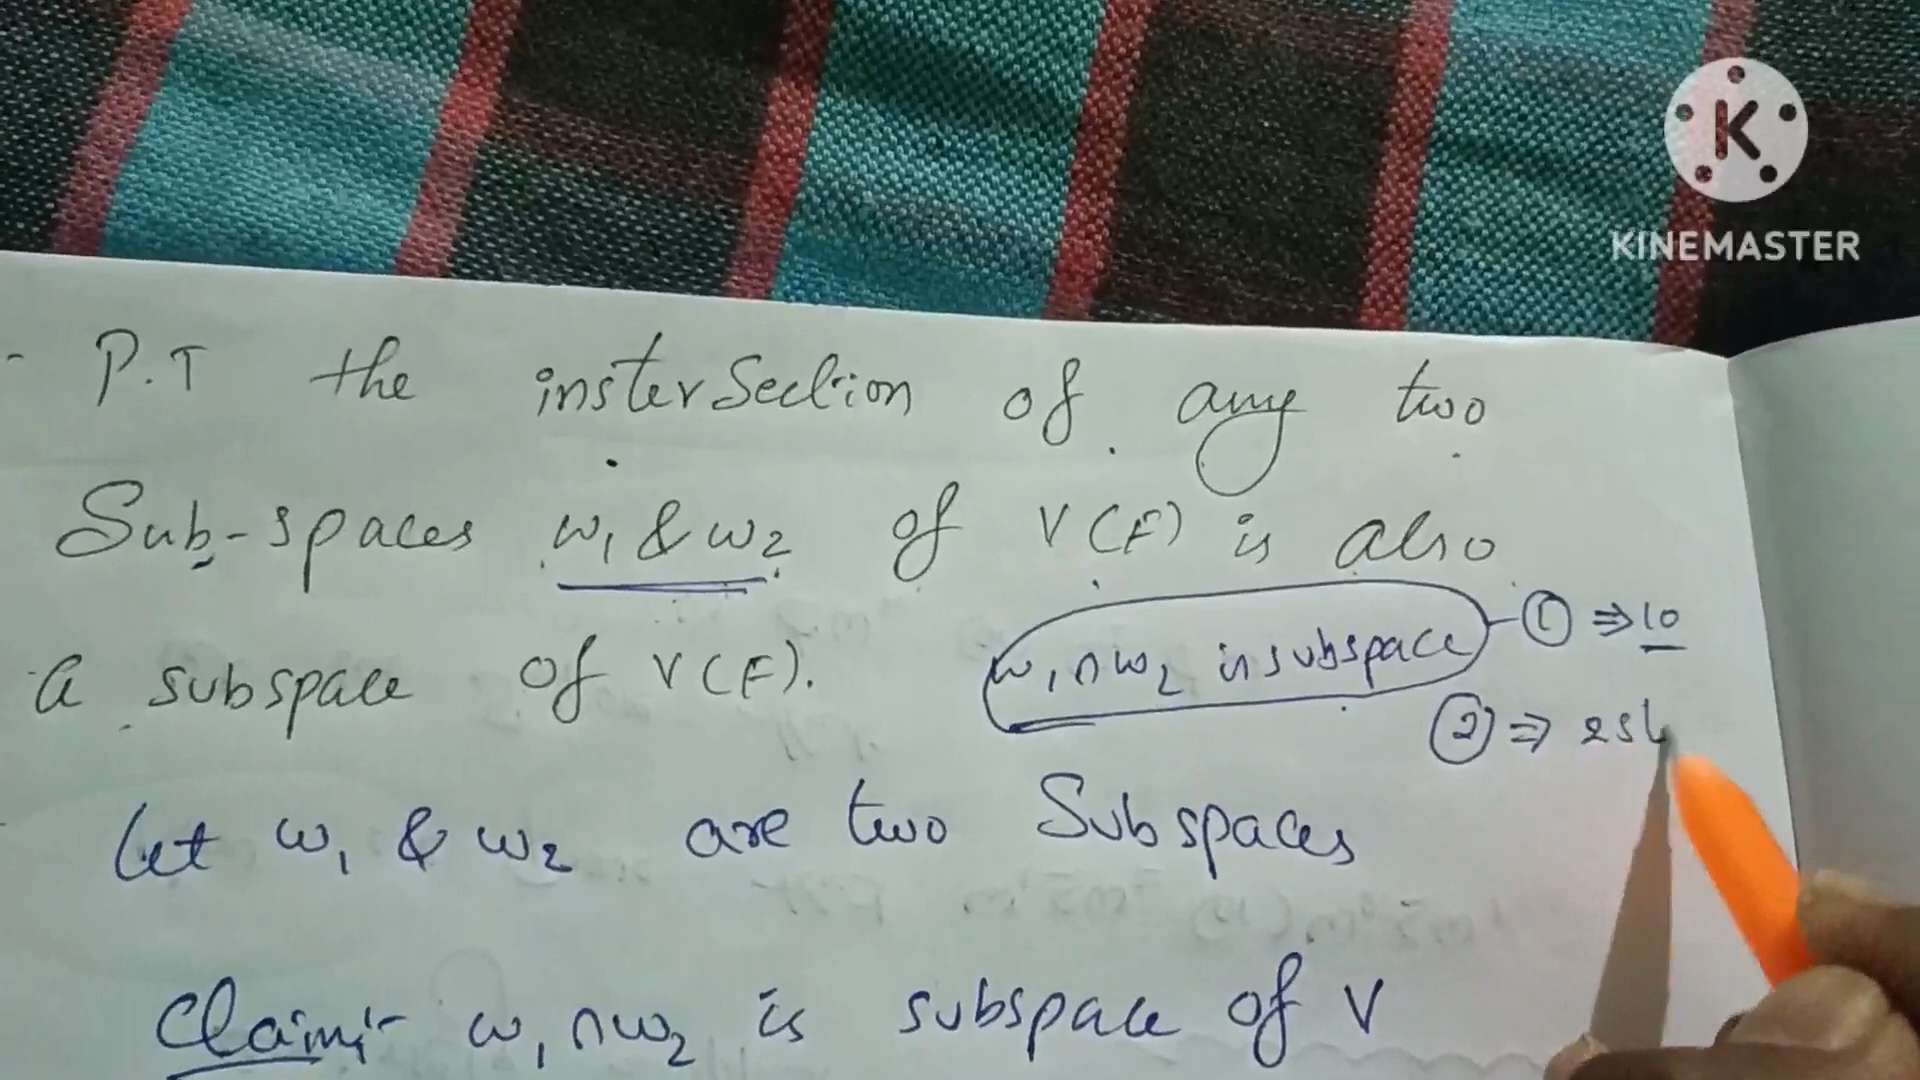 KINEMASTER
P.T the instersection of any two
Sub-spaces w₁ & w₂ of V(F) is also
a subspace of V(F).
w₁∩w₂ is subspace ① ⇒ 10
② ⇒
Let w₁ & w₂ are two Subspaces
Claim:- w₁∩w₂ is subspace of V